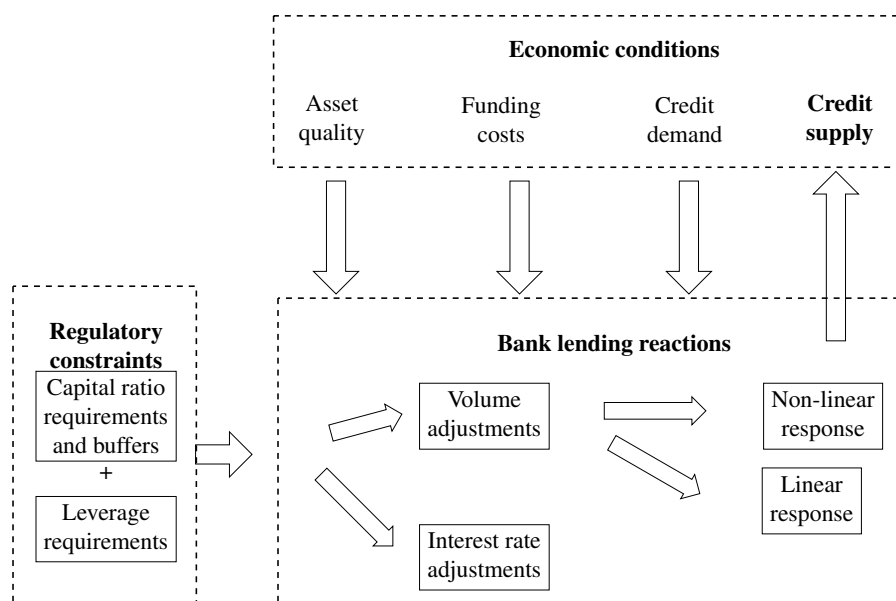 Economic conditions
Asset
quality
Funding
costs
Credit
demand
Credit
supply
Regulatory
constraints
Capital ratio
requirements
and buffers
+
Leverage
requirements
Bank lending reactions
Volume
adjustments
Interest rate
adjustments
Non-linear
response
Linear
response